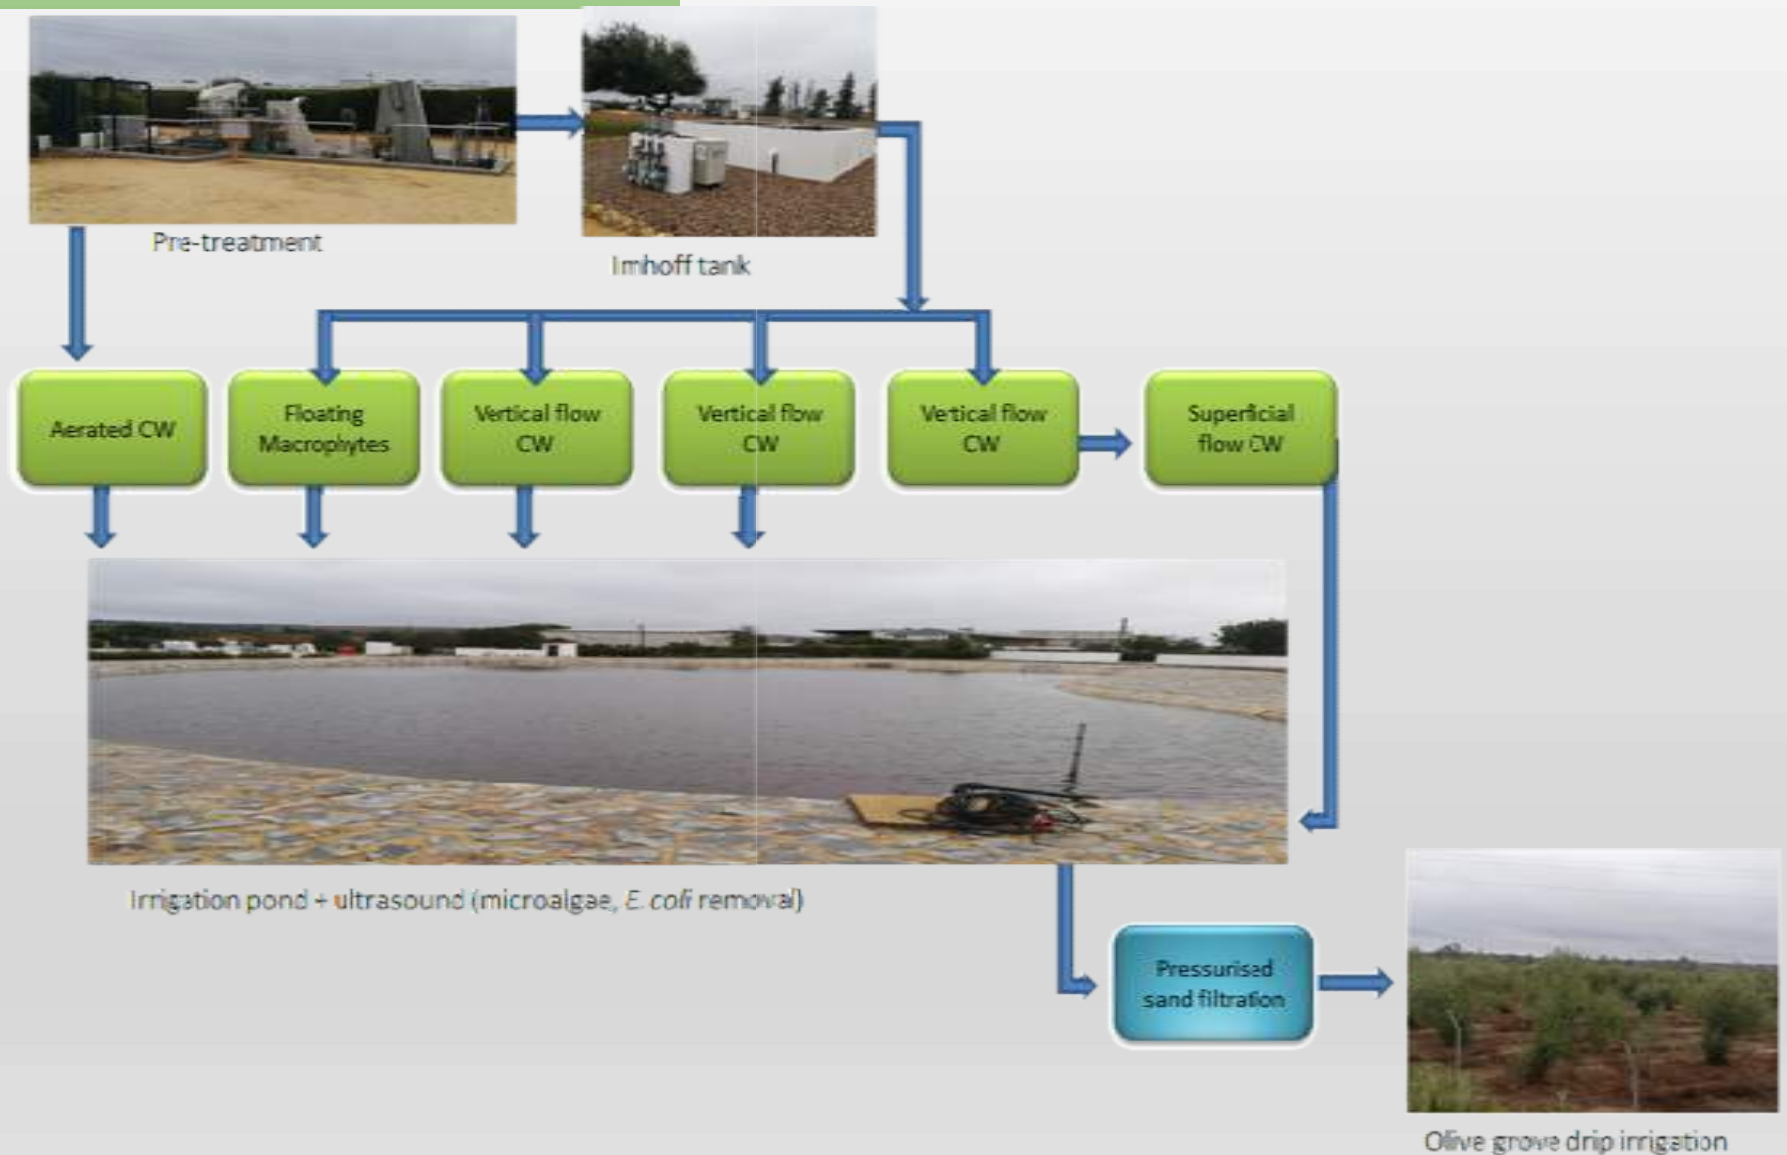 Pre-treatment
Imhoff tank
Aerated CW
Floating
Macrophytes
Vertical flow
CW
Vertical flow
CW
Vertical flow
CW
Superficial
flow CW
Irrigation pond + ultrasound (microalgae, E. coli removal)
Pressurised
sand filtration
Olive grove drip irrigation